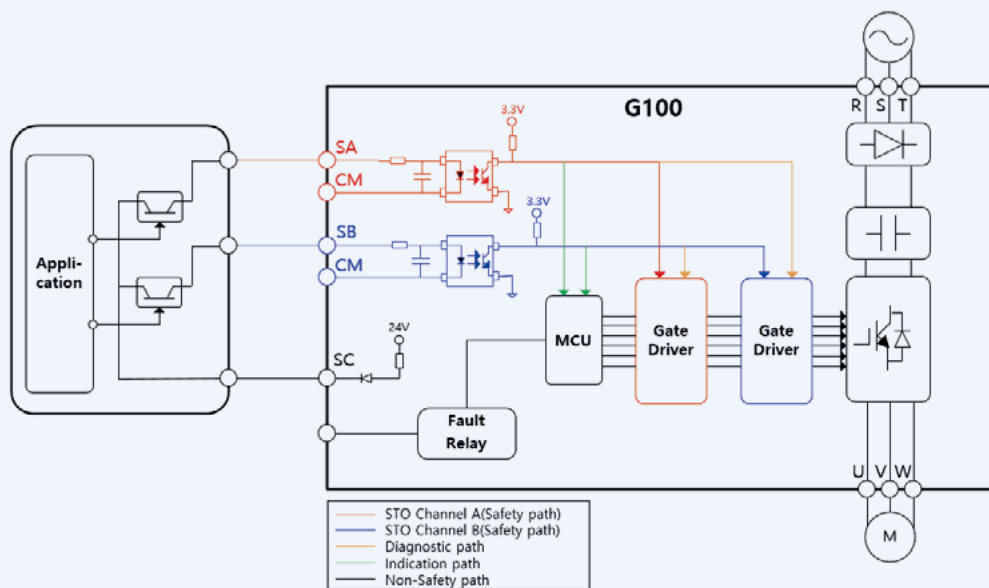 G100
R S T
3.3V
SA
CM
3.3V
SB
CM
Appli-
cation
24V
SC
MCU
Gate
Driver
Gate
Driver
Fault
Relay
U V W
M
STO Channel A(Safety path)
STO Channel B(Safety path)
Diagnostic path
Indication path
Non-Safety path